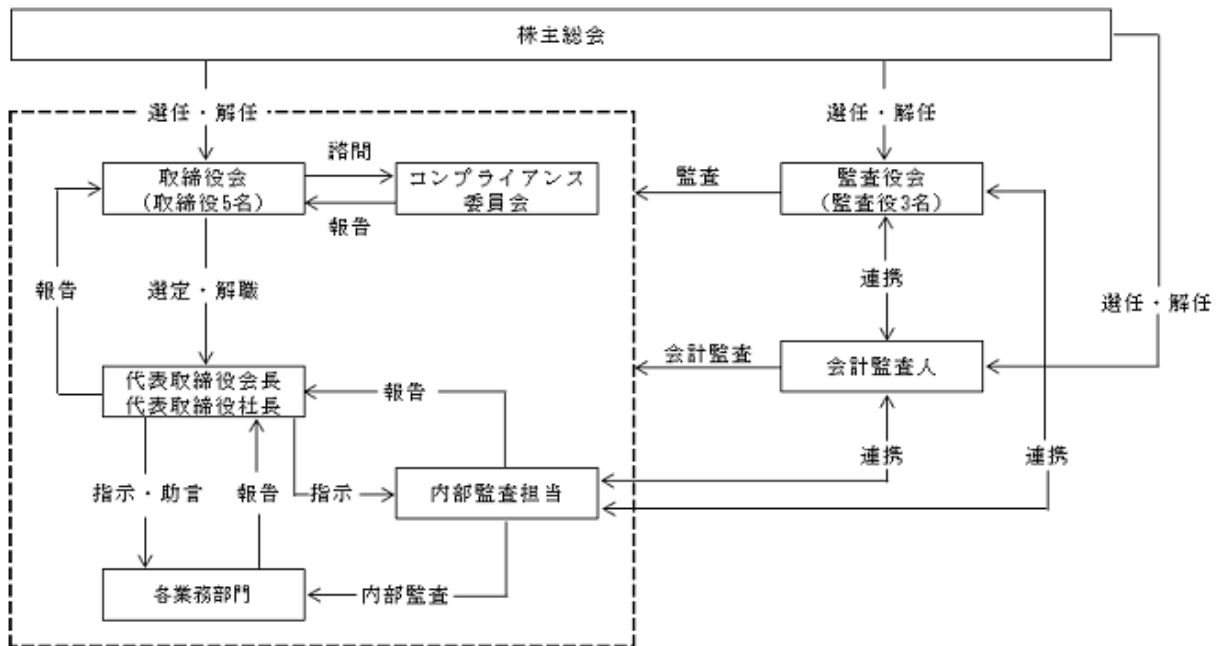 株主総会
選任・解任
選任・解任
諮問
取締役会
(取締役5名)
コンプライアンス
委員会
監査
監査役会
(監査役3名)
報告
報告
選定・解職
連携
選任・解任
会計監査
会計監査人
代表取締役会長
代表取締役社長
報告
連携
連携
指示・助言
報告
指示
内部監査担当
各業務部門
内部監査